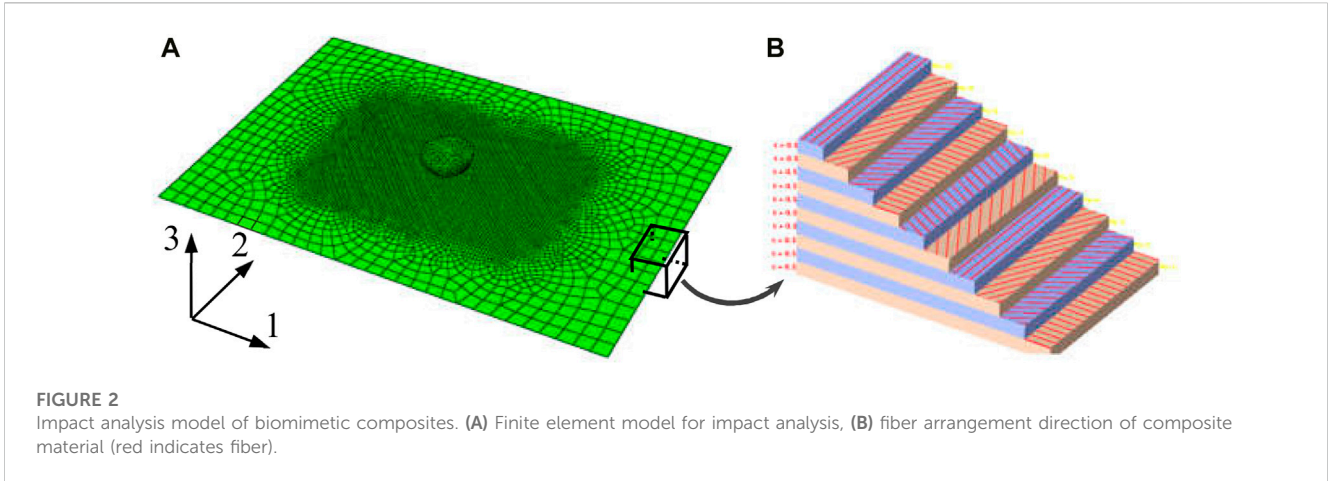 A
B
3
2
1
FIGURE 2
Impact analysis model of biomimetic composites. (A) Finite element model for impact analysis, (B) fiber arrangement direction of composite
material (red indicates fiber).